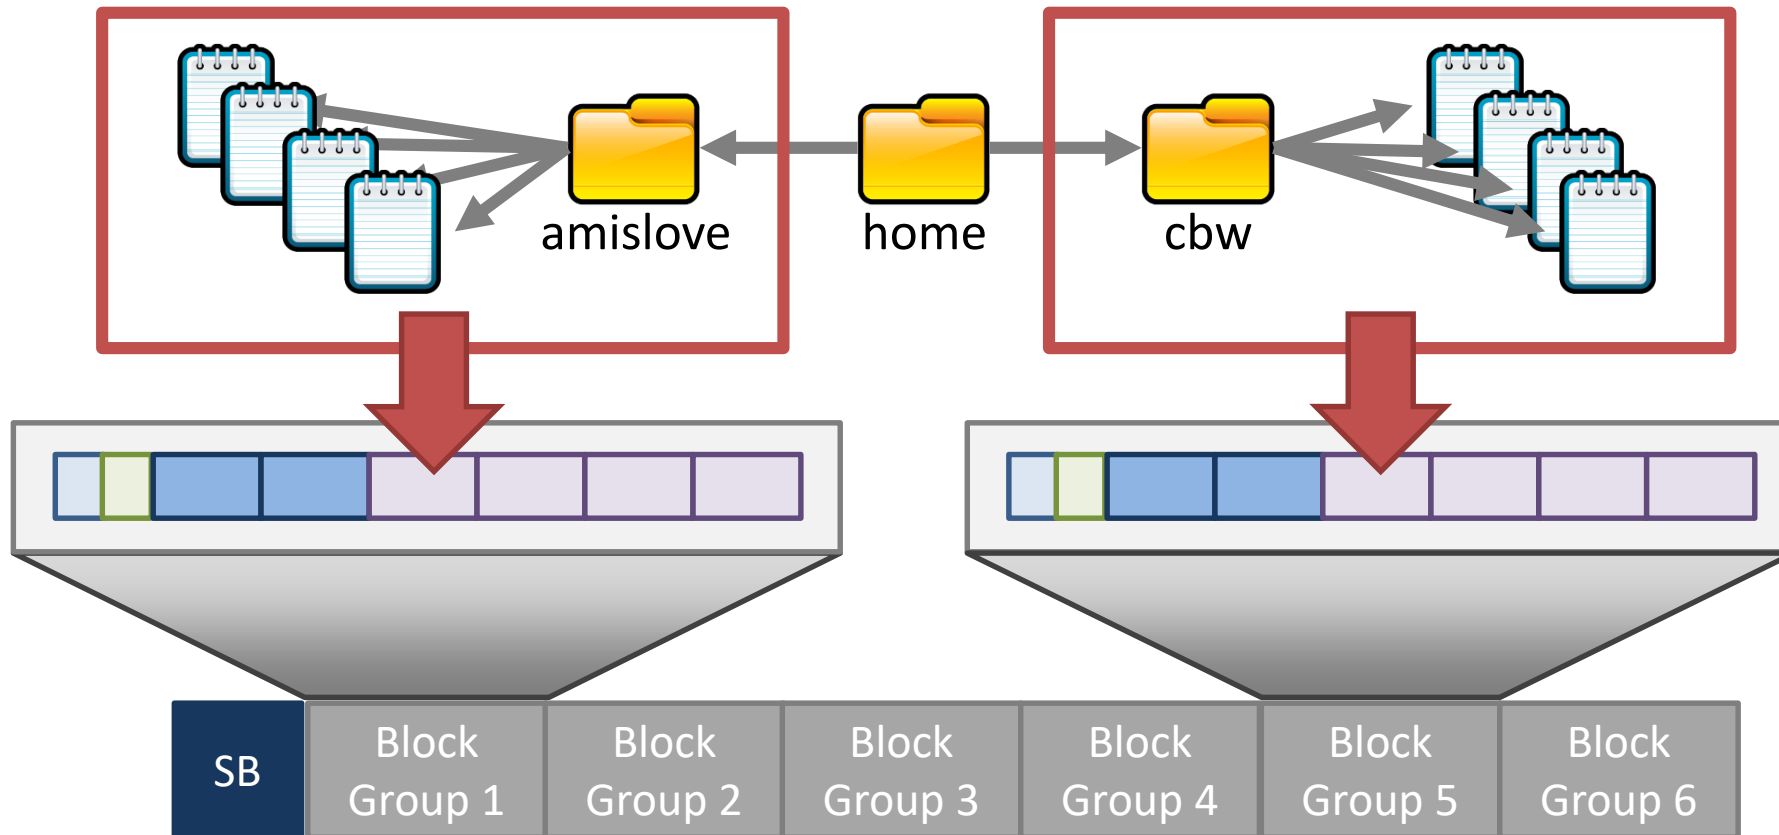 amislove
home
cbw
SB
Block
Group 1
Block
Group 2
Block
Group 3
Block
Group 4
Block
Group 5
Block
Group 6